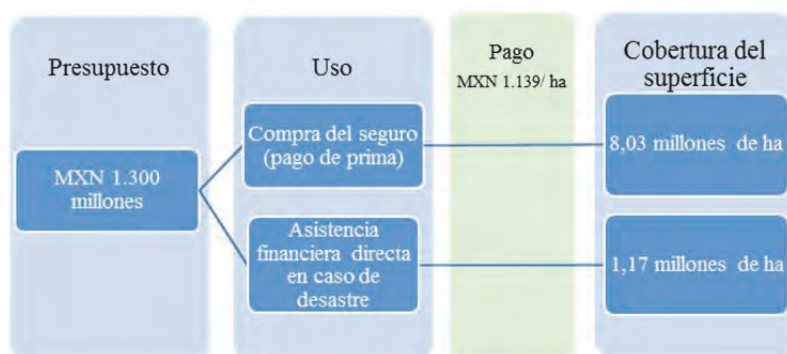 Presupuesto
Uso
Pago
MXN 1.139/ ha
Cobertura del
superficie
MXN 1.300
millones
Compra del seguro
(pago de prima)
8,03 millones de ha
Asistencia
financiera directa
en caso de
desastre
1,17 millones de ha